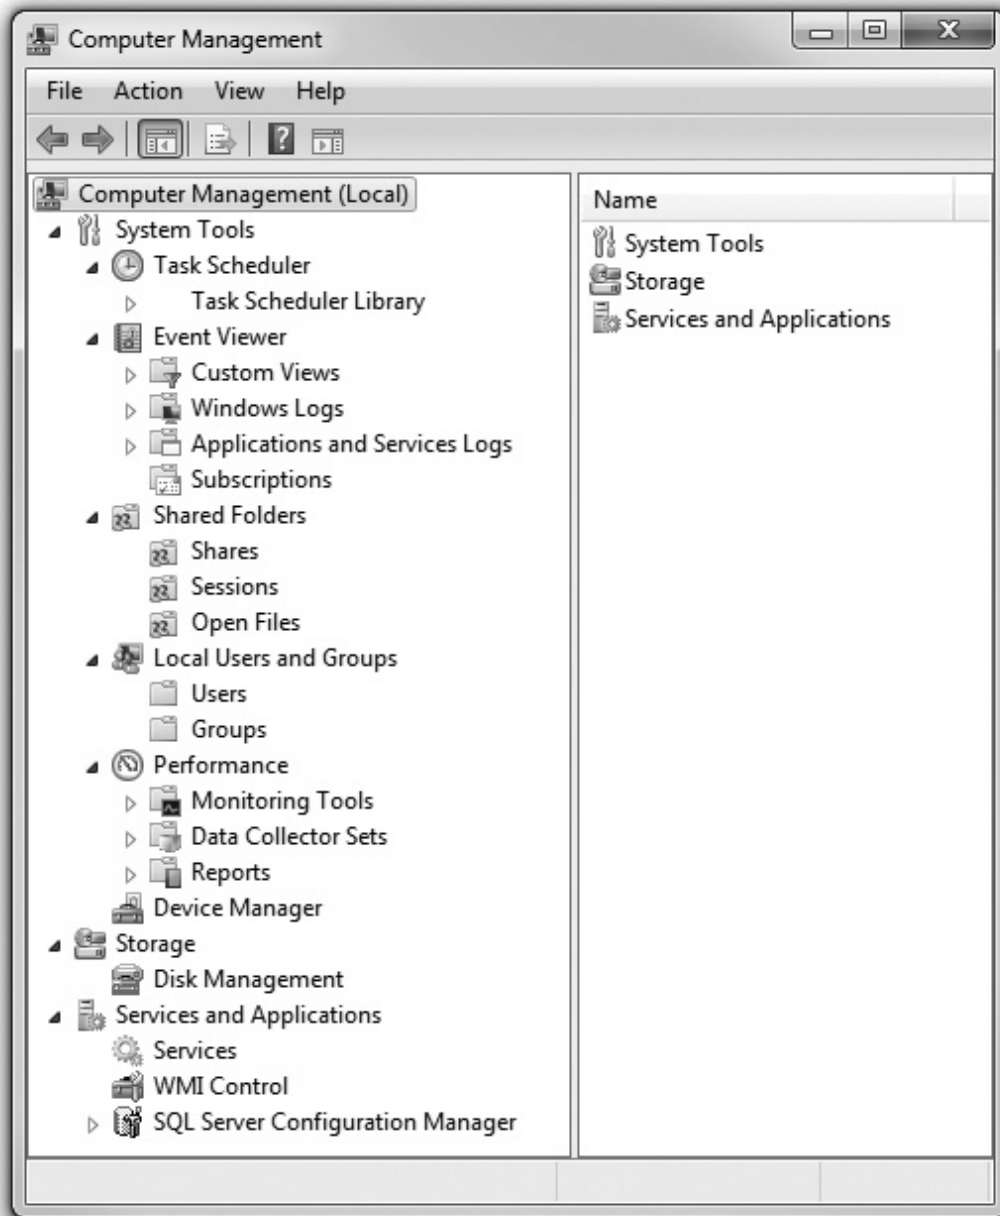 Computer Management
File Action View Help
Computer Management (Local)
System Tools
Task Scheduler
Task Scheduler Library
Event Viewer
Custom Views
Windows Logs
Applications and Services Logs
Subscriptions
Shared Folders
Shares
Sessions
Open Files
Local Users and Groups
Users
Groups
Performance
Monitoring Tools
Data Collector Sets
Reports
Device Manager
Storage
Disk Management
Services and Applications
Services
WMI Control
SQL Server Configuration Manager
Name
System Tools
Storage
Services and Applications